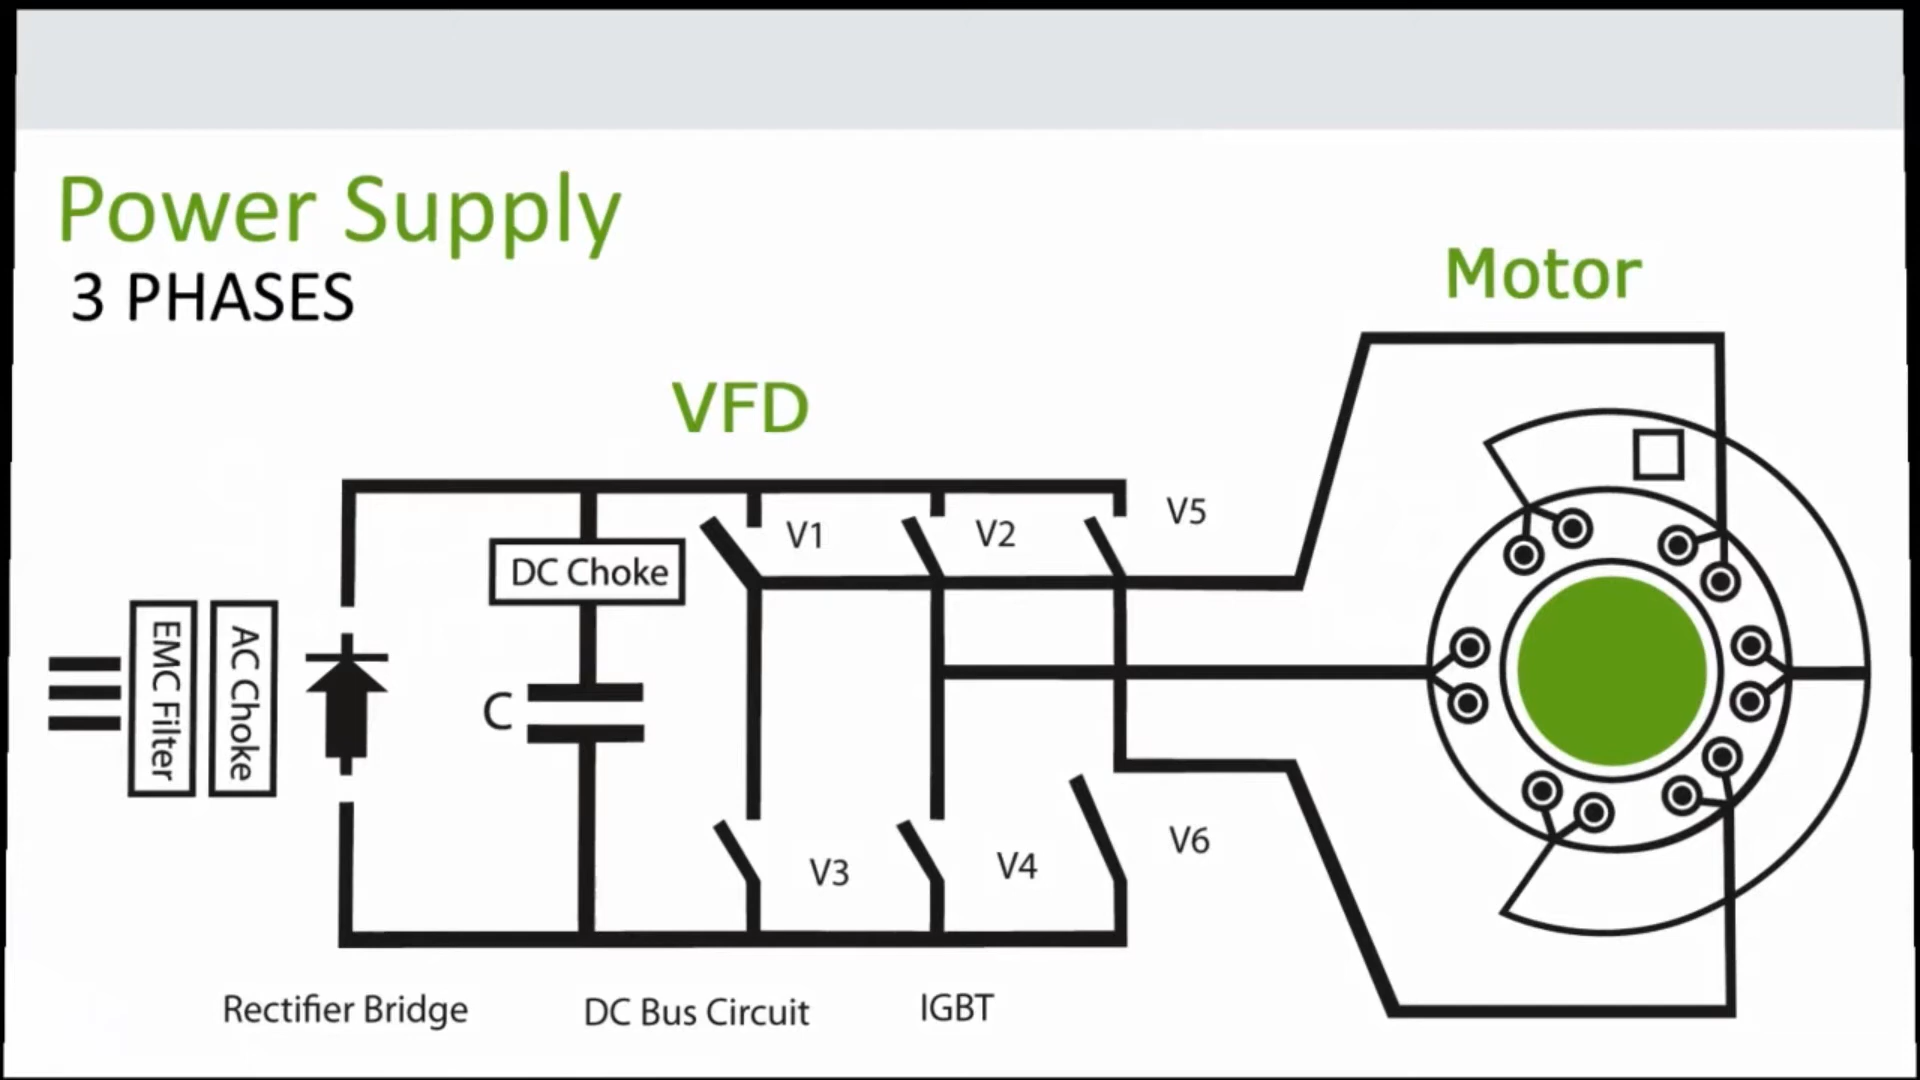 Power Supply
3 PHASES
Motor
VFD
V1
V2
V5
DC Choke
EMC Filter
AC Choke
C
V3
V4
V6
Rectifier Bridge
DC Bus Circuit
IGBT